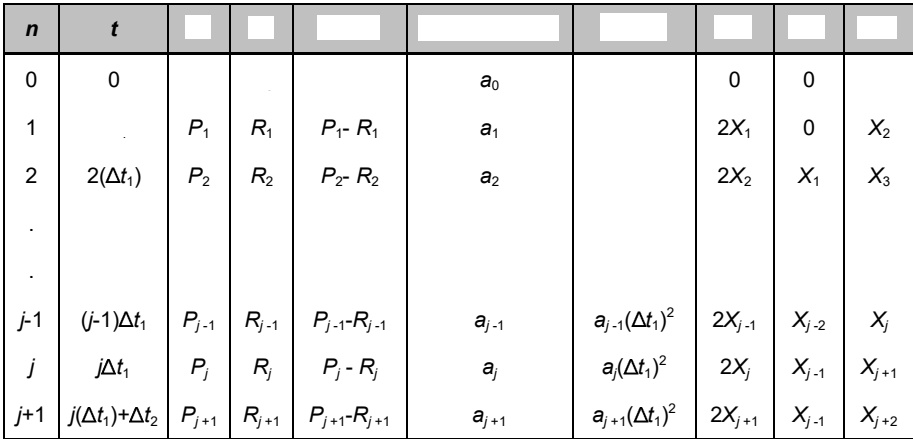 n t
0 0 a₀ 0 0
1 P₁ R₁ P₁- R₁ a₁ 2X₁ 0 X₂
2 2(Δt₁) P₂ R₂ P₂- R₂ a₂ 2X₂ X₁ X₃
.
.
j-1 (j-1)Δt₁ Pⱼ₋₁ Rⱼ₋₁ Pⱼ₋₁-Rⱼ₋₁ aⱼ₋₁ aⱼ₋₁(Δt₁)² 2Xⱼ₋₁ Xⱼ₋₂ Xⱼ
j jΔt₁ Pⱼ Rⱼ Pⱼ - Rⱼ aⱼ aⱼ(Δt₁)² 2Xⱼ Xⱼ₋₁ Xⱼ₊₁
j+1 j(Δt₁)+Δt₂ Pⱼ₊₁ Rⱼ₊₁ Pⱼ₊₁-Rⱼ₊₁ aⱼ₊₁ aⱼ₊₁(Δt₁)² 2Xⱼ₊₁ Xⱼ₋₁ Xⱼ₊₂